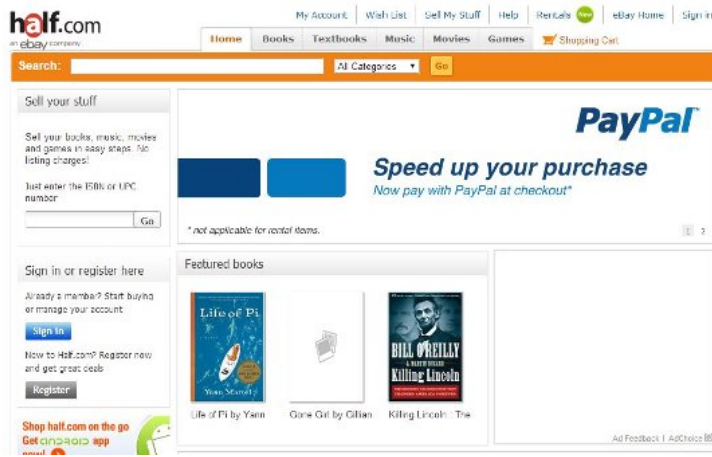 half.com
an ebay company
My Account Wish List Sell My Stuff Help Rentals New eBay Home Sign in
Home Books Textbooks Music Movies Games Shopping Cart
Search: All Categories Go
Sell your stuff
Sell your books, music, movies
and games in easy steps. No
listing charges!
Just enter the ISBN or UPC
number
Go
PayPal
Speed up your purchase
Now pay with PayPal at checkout*
* not applicable for rental items.
1 2
Sign in or register here
Already a member? Start buying
or manage your account
Sign in
New to Half.com? Register now
and get great deals
Register
Shop half.com on the go
Get android app
now!
Featured books
Life of Pi
Yann Martel
BILL O'REILLY
Killing Lincoln
Life of Pi by Yann
Gone Girl by Gillian
Killing Lincoln : The
Ad Feedback | AdChoice